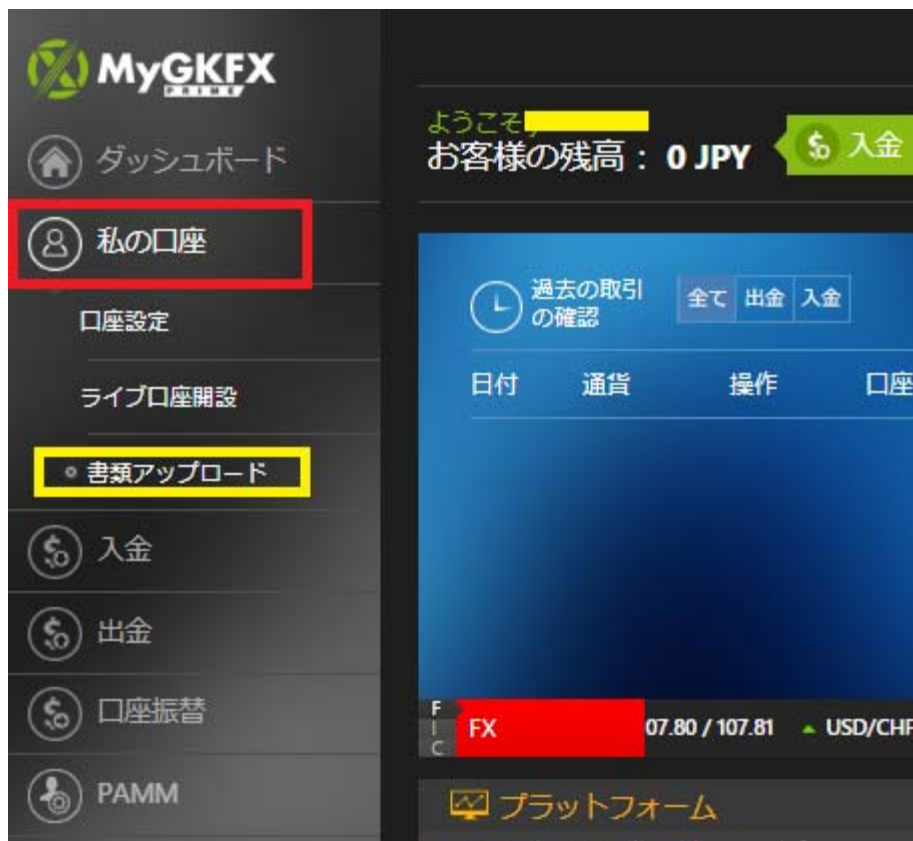 MyGKFX
PRIME
ダッシュボード
私の口座
口座設定
ライブ口座開設
書類アップロード
入金
出金
口座振替
PAMM
ようこそ
お客様の残高： 0 JPY
入金
過去の取引
の確認
全て 出金 入金
日付 通貨 操作 口座
F
I
C
FX
07.80 / 107.81 USD/CHF
プラットフォーム